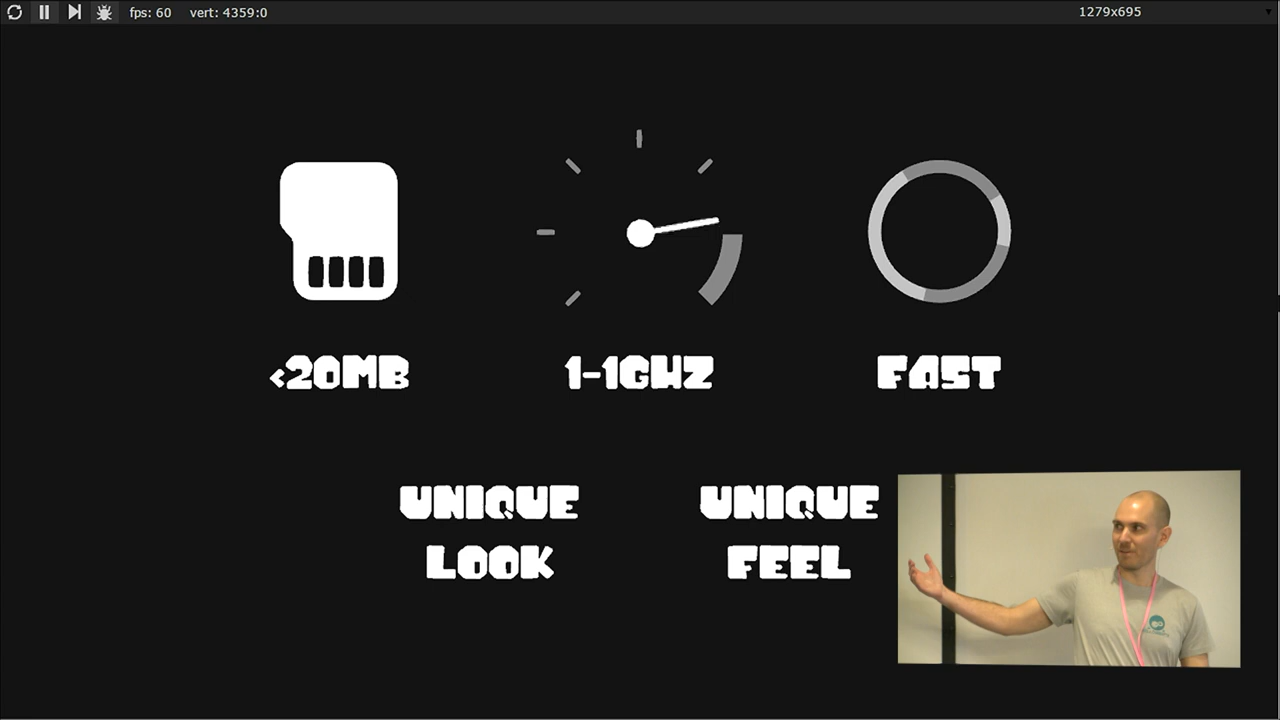 fps: 60 vert: 4359:0 1279x695
<20MB 1-1GHZ FAST
UNIQUE UNIQUE
LOOK FEEL